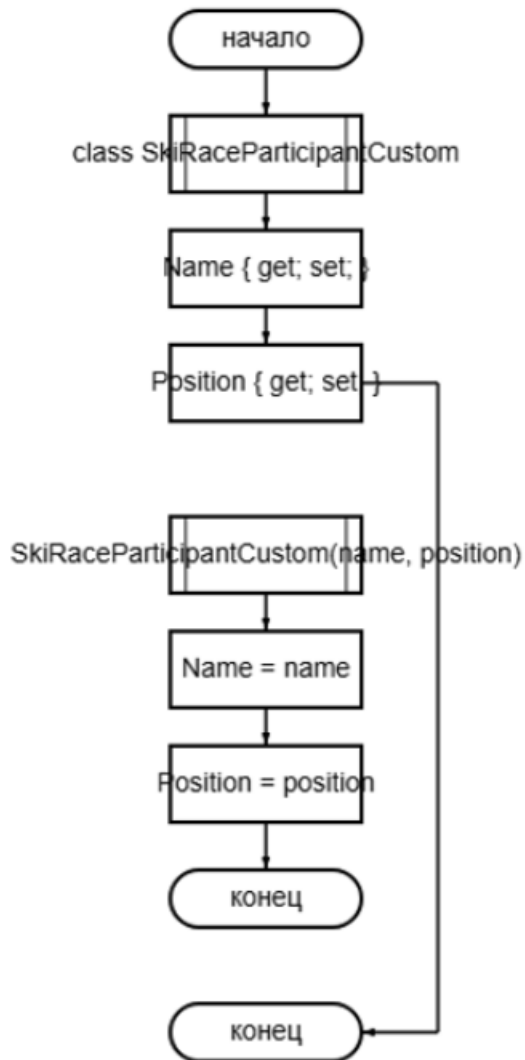 начало
class SkiRaceParticipantCustom
Name { get; set; }
Position { get; set; }
SkiRaceParticipantCustom(name, position)
Name = name
Position = position
конец
конец